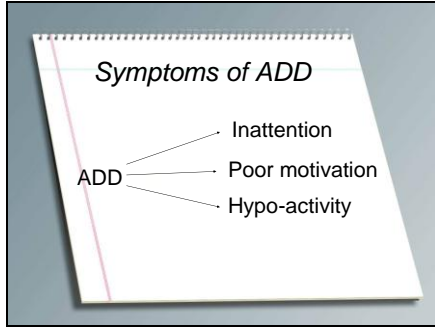 Symptoms of ADD
Inattention
ADD
Poor motivation
Hypo-activity